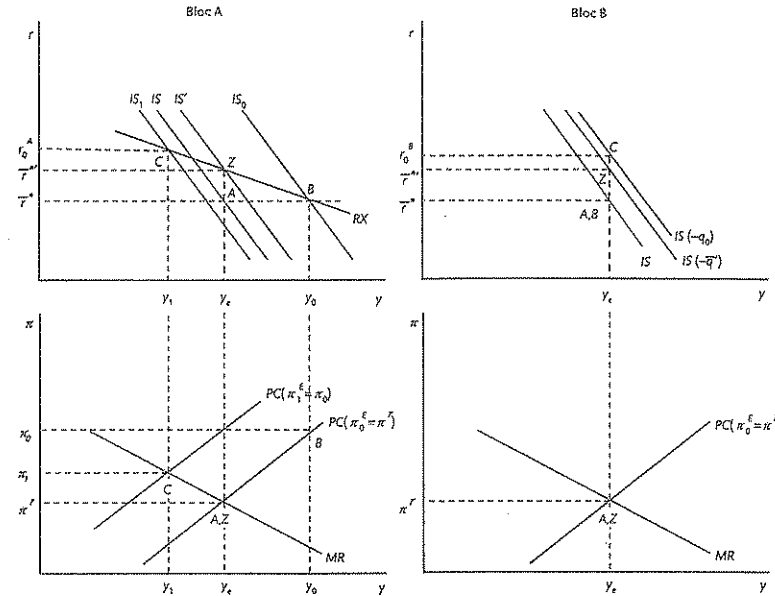 Bloc A
Bloc B
r
IS₁ IS IS′ IS₀
r₀ᴬ
C
Z
r̅*′
A
B
r̅*
RX
y₁ yₑ y₀ y
r
r₀ᴮ
C
r̅*′
Z
r̅*
A,B
IS(−q₀)
IS IS(−q̅′)
yₑ y
π
PC(π₁ᴱ=π₀)
PC(π₀ᴱ=πᵀ)
π₀
B
π₁
C
πᵀ
A,Z
MR
y₁ yₑ y₀ y
π
PC(π₀ᴱ=π
πᵀ
A,Z
MR
yₑ y